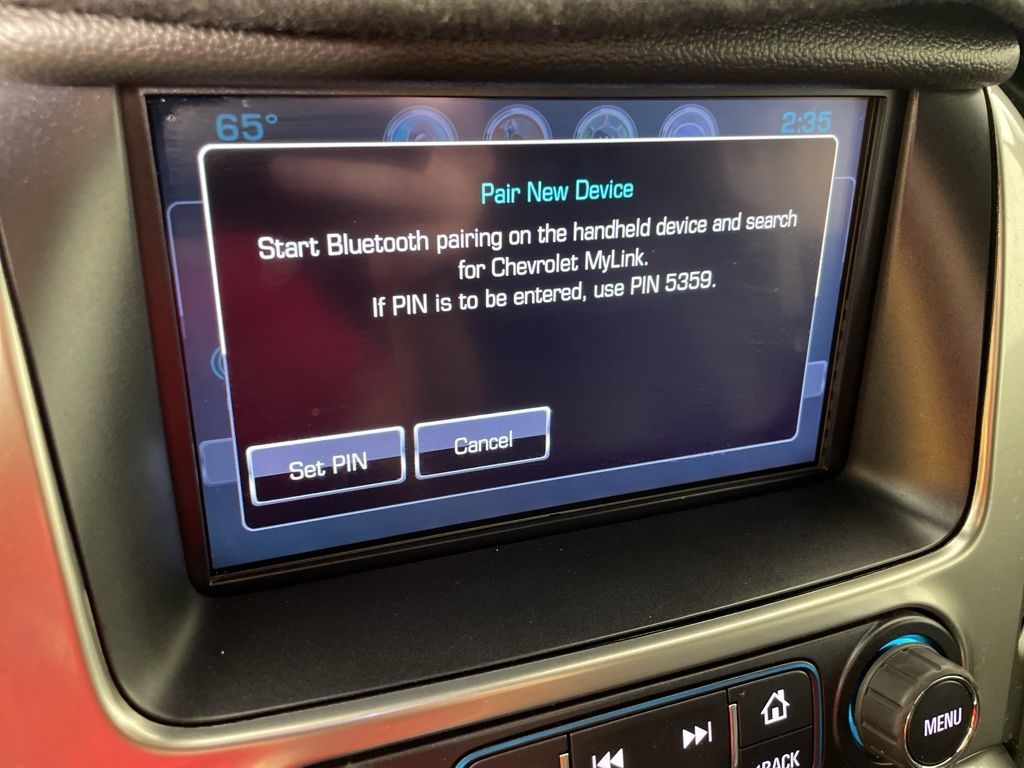 65° 2:35
Pair New Device
Start Bluetooth pairing on the handheld device and search
for Chevrolet MyLink.
If PIN is to be entered, use PIN 5359.
Set PIN Cancel
MENU
BACK